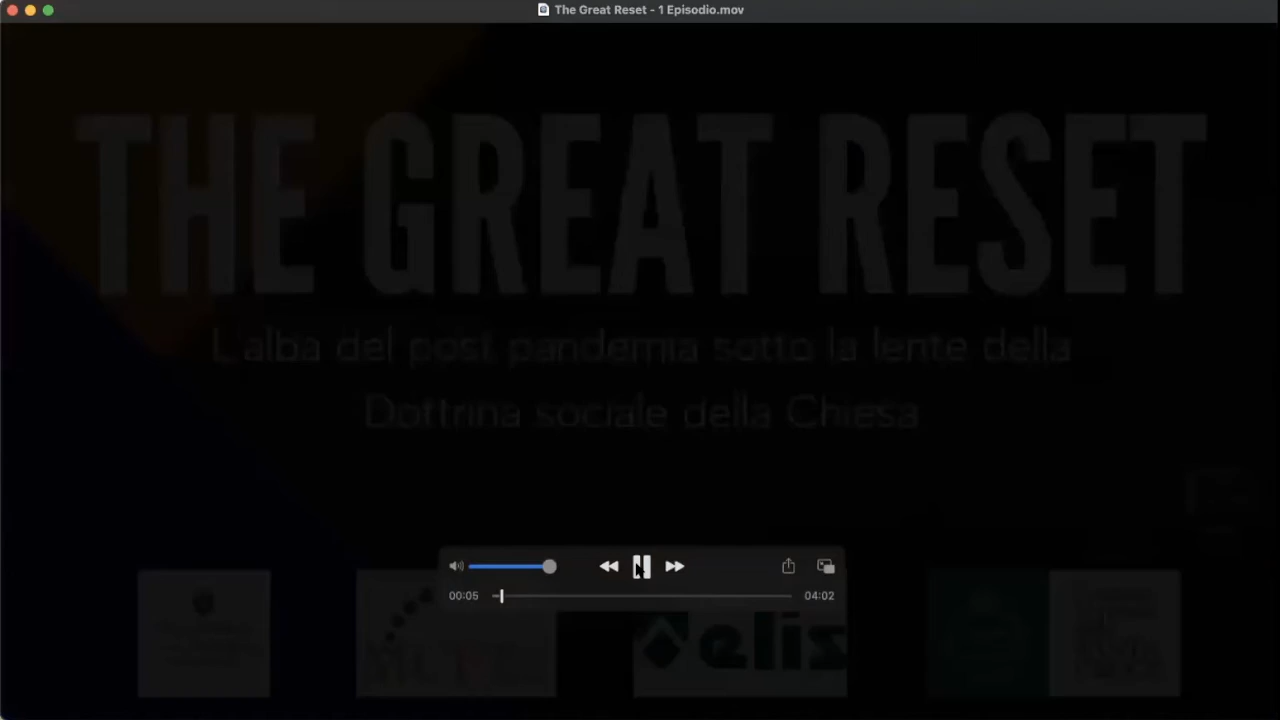 The Great Reset - 1 Episodio.mov
THE GREAT RESET
L'alba del post pandemia sotto la lente della
Dottrina sociale della Chiesa
00:05
04:02
elis